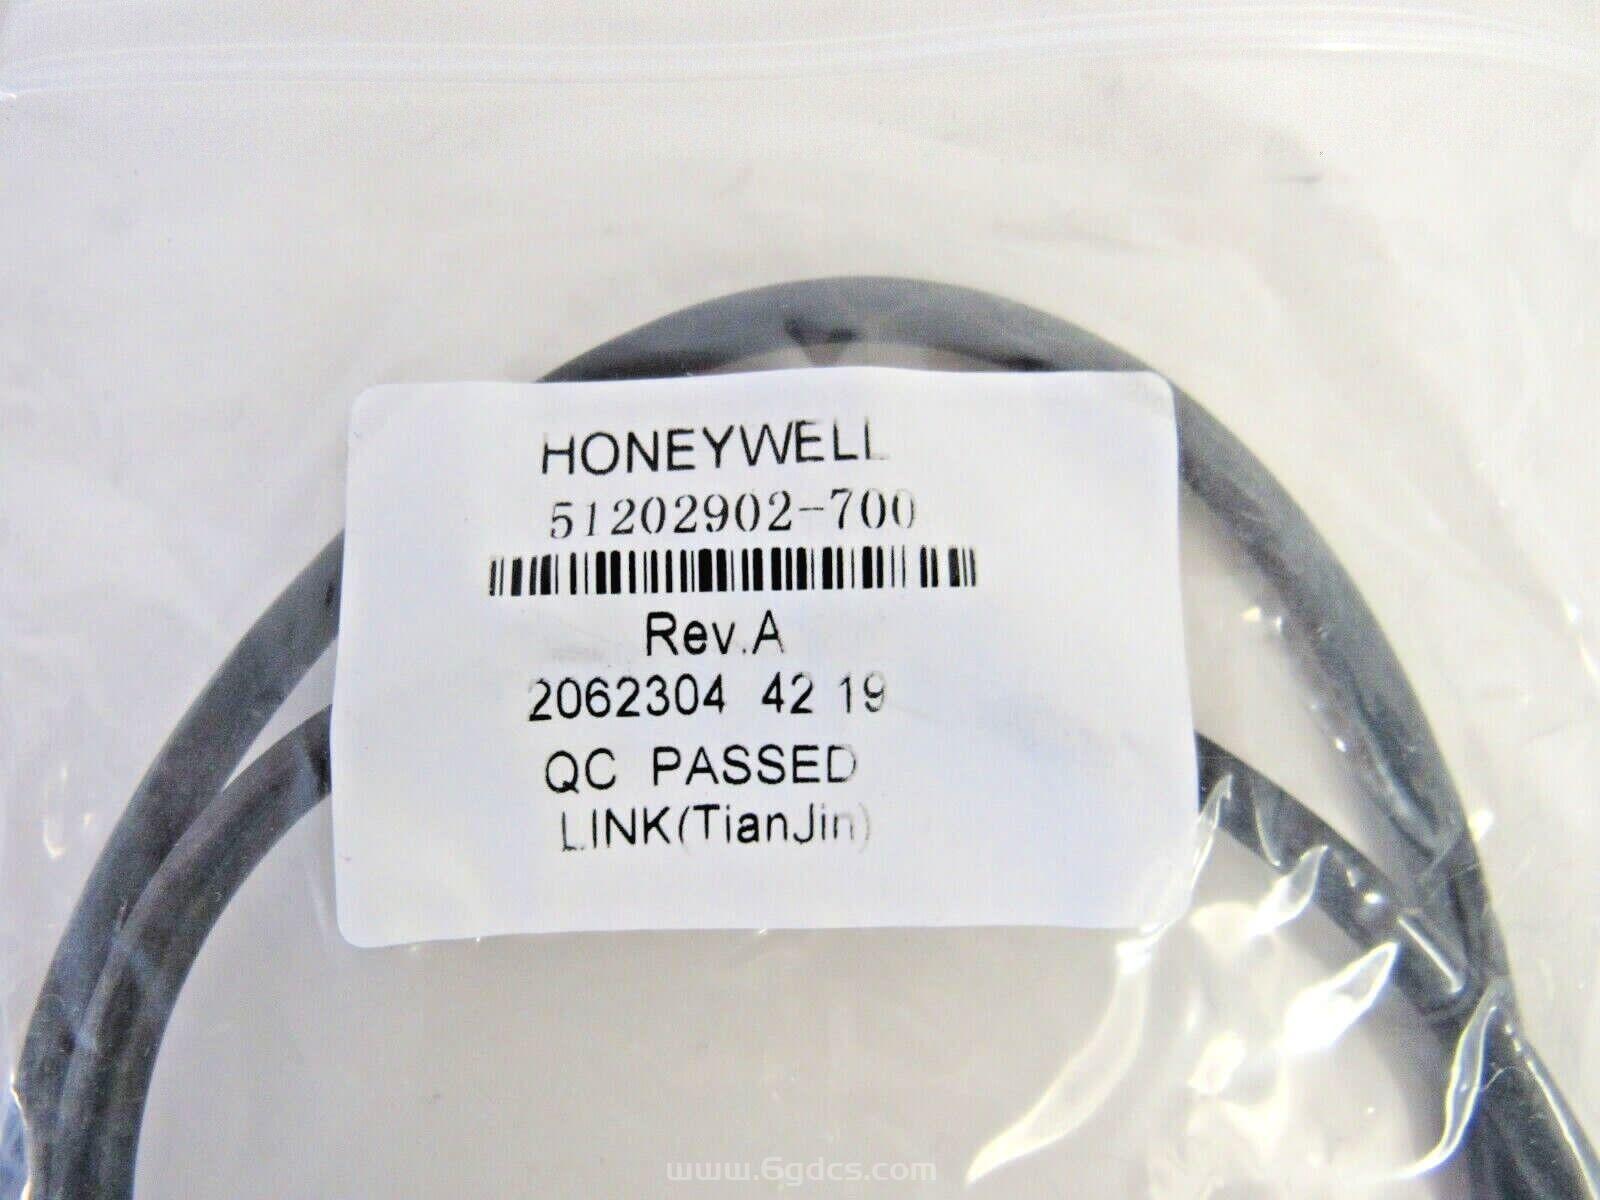 HONEYWELL
51202902-700
Rev.A
2062304 42 19
QC PASSED
LINK(TianJin)
www.6gdcs.com